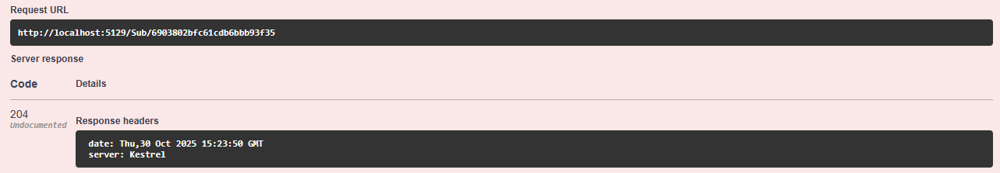 Request URL
http://localhost:5129/Sub/6903802bfc61cdb6bbb93f35
Server response
Code Details
204
Undocumented
Response headers
date: Thu,30 Oct 2025 15:23:50 GMT
server: Kestrel